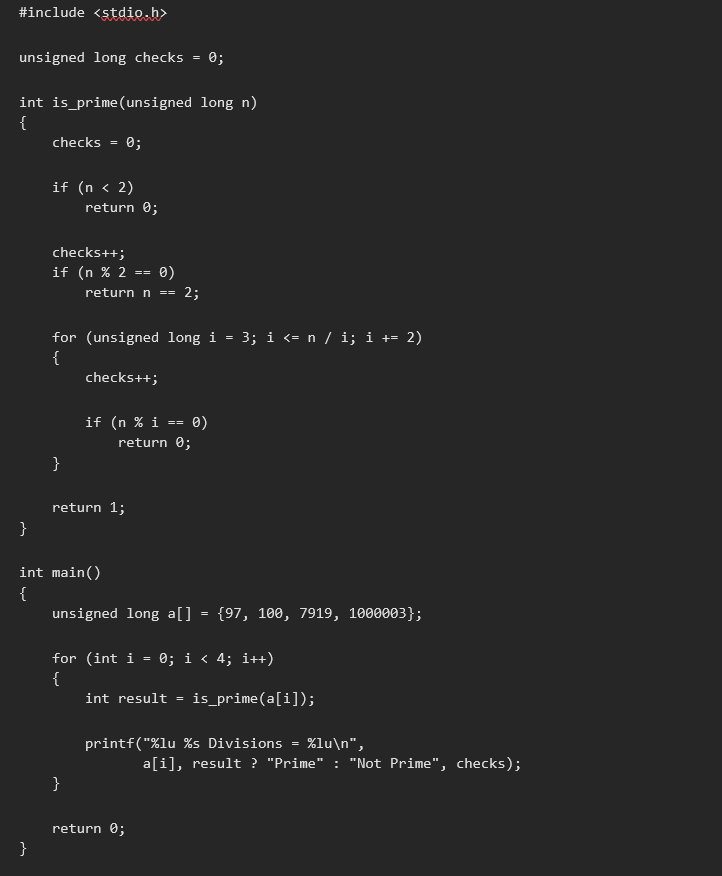 #include <stdio.h>

unsigned long checks = 0;

int is_prime(unsigned long n)
{
    checks = 0;

    if (n < 2)
        return 0;

    checks++;
    if (n % 2 == 0)
        return n == 2;

    for (unsigned long i = 3; i <= n / i; i += 2)
    {
        checks++;

        if (n % i == 0)
            return 0;
    }

    return 1;
}

int main()
{
    unsigned long a[] = {97, 100, 7919, 1000003};

    for (int i = 0; i < 4; i++)
    {
        int result = is_prime(a[i]);

        printf("%lu %s Divisions = %lu\n",
               a[i], result ? "Prime" : "Not Prime", checks);
    }

    return 0;
}